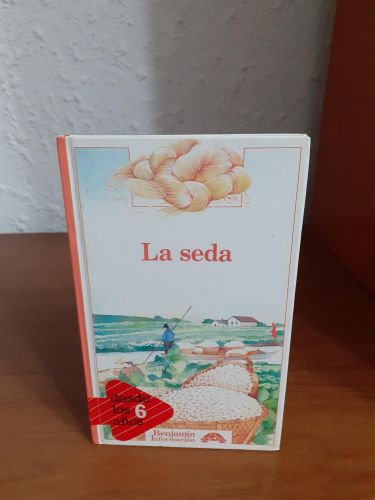 La seda
desde
los 6
años
Benjamín
Información